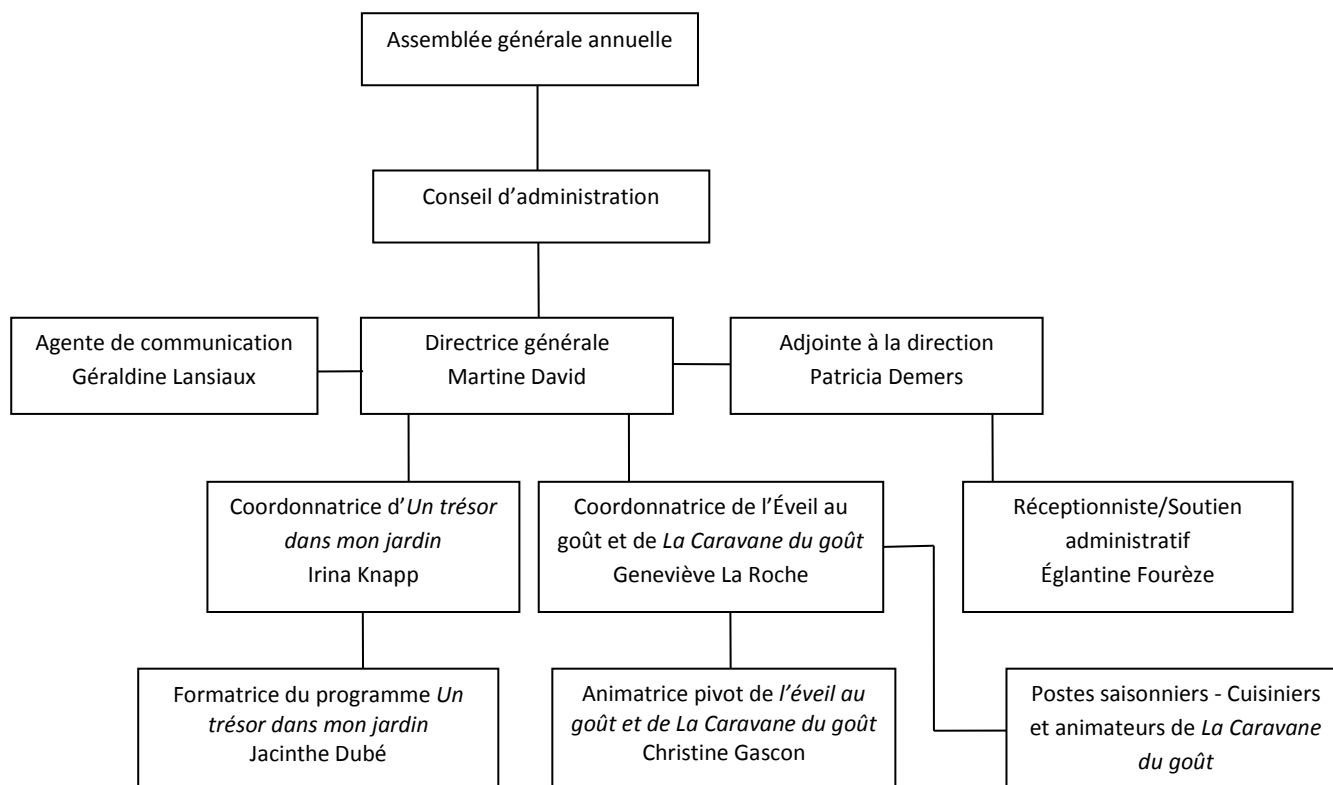 Assemblée générale annuelle
Conseil d’administration
Agente de communication
Géraldine Lansiaux
Directrice générale
Martine David
Adjointe à la direction
Patricia Demers
Coordonnatrice d’Un trésor
dans mon jardin
Irina Knapp
Coordonnatrice de l’Éveil au
goût et de La Caravane du goût
Geneviève La Roche
Réceptionniste/Soutien
administratif
Églantine Fourèze
Formatrice du programme Un
trésor dans mon jardin
Jacinthe Dubé
Animatrice pivot de l’éveil au
goût et de La Caravane du goût
Christine Gascon
Postes saisonniers - Cuisiniers
et animateurs de La Caravane
du goût